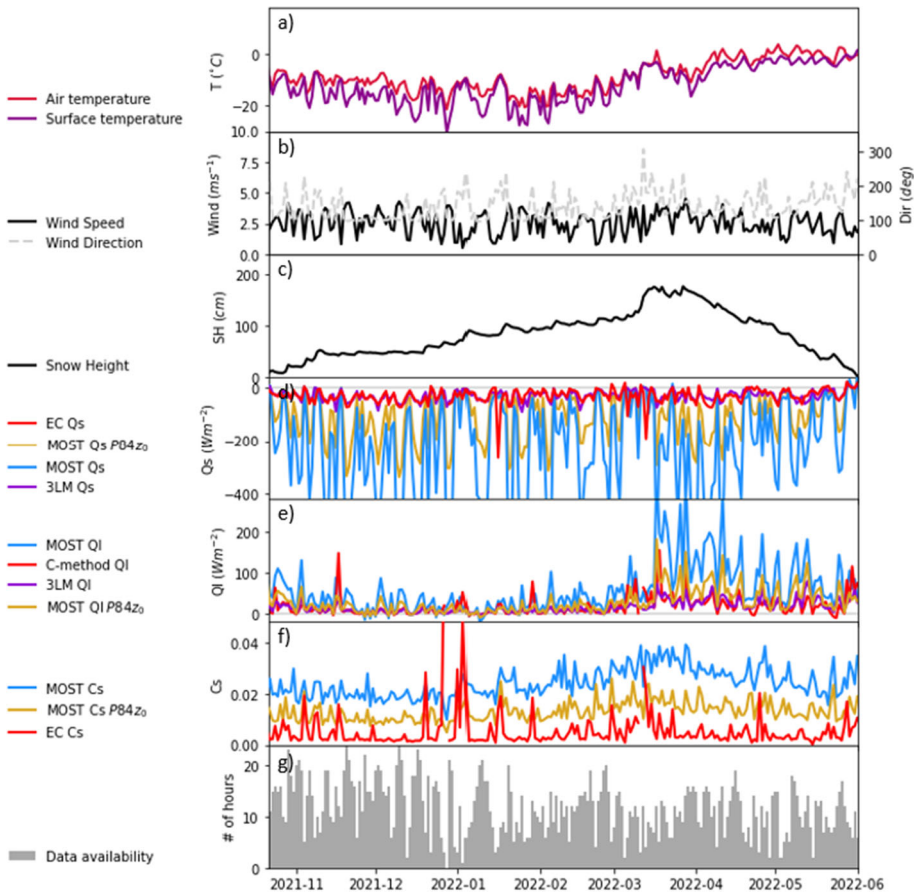 a)
0
−20
T (°C)
Air temperature
Surface temperature
b)
10.0
7.5
5.0
2.5
0.0
Wind (ms⁻¹)
300
200
100
0
Dir (deg)
Wind Speed
Wind Direction
c)
200
100
0
SH (cm)
Snow Height
d)
0
−200
−400
Qs (Wm⁻²)
EC Qs
MOST Qs P84z₀
MOST Qs
3LM Qs
e)
200
100
0
Ql (Wm⁻²)
MOST Ql
C-method Ql
3LM Ql
MOST Ql P84z₀
f)
0.04
0.02
0.00
Cs
MOST Cs
MOST Cs P84z₀
EC Cs
g)
20
10
0
# of hours
Data availability
2021-11 2021-12 2022-01 2022-02 2022-03 2022-04 2022-05 2022-06